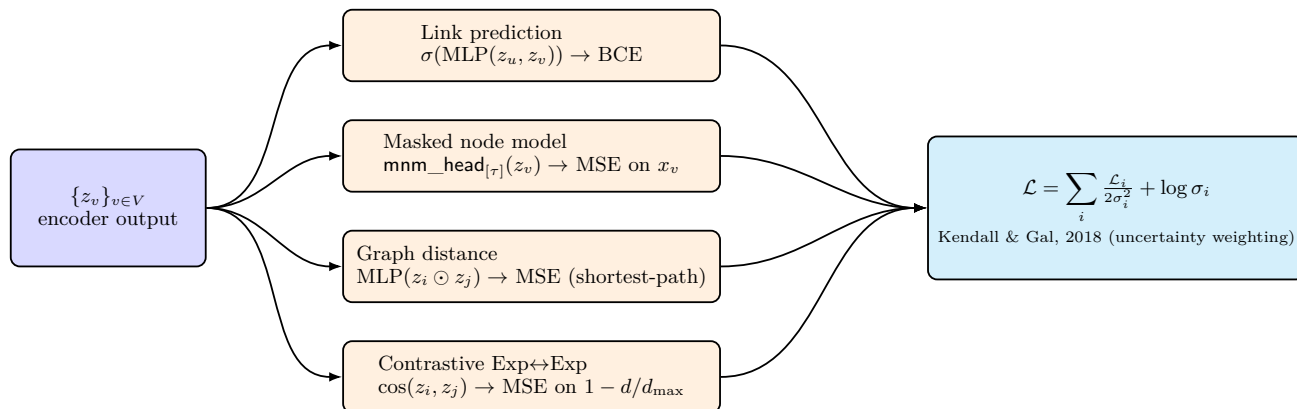 Link prediction
σ(MLP(z_u, z_v)) → BCE
Masked node model
mnm_head_[τ](z_v) → MSE on x_v
{z_v}_{v∈V}
encoder output
Graph distance
MLP(z_i ⊙ z_j) → MSE (shortest-path)
Contrastive Exp↔Exp
cos(z_i, z_j) → MSE on 1 − d/d_max
ℒ = ∑_i ℒ_i/2σ_i^2 + log σ_i
Kendall & Gal, 2018 (uncertainty weighting)